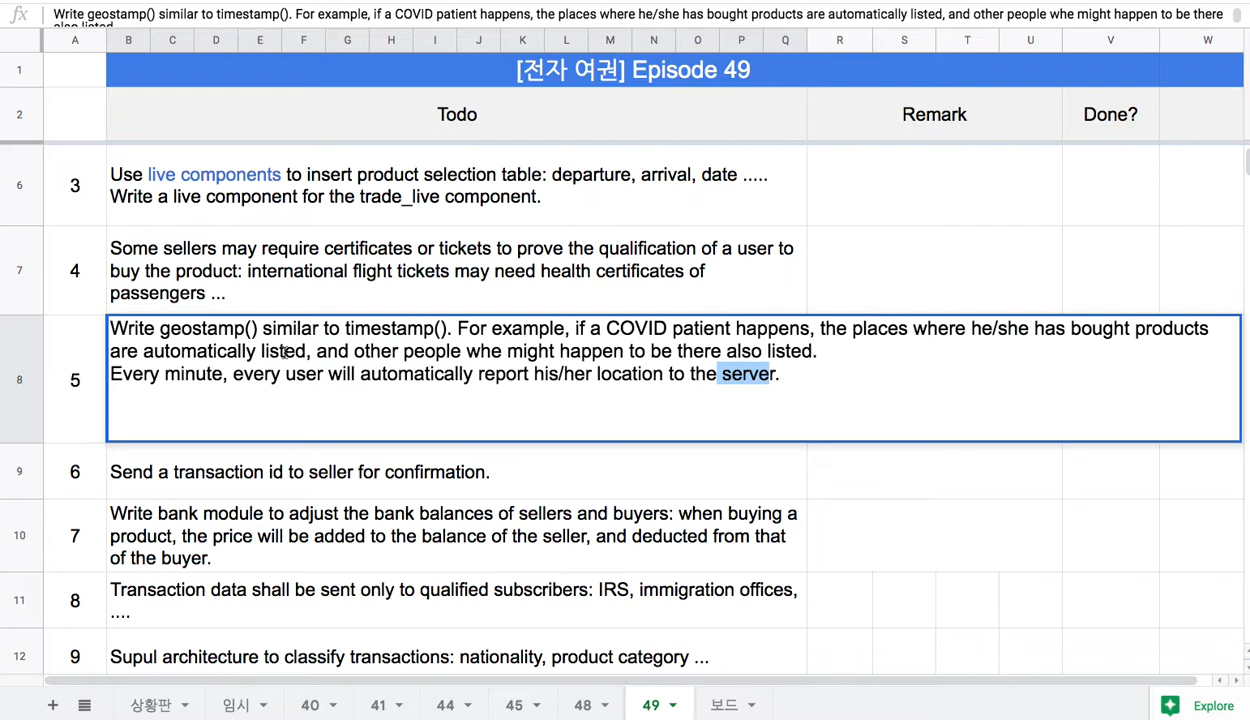 Write geostamp() similar to timestamp(). For example, if a COVID patient happens, the places where he/she has bought products are automatically listed, and other people whe might happen to be there
also listed.
A B C D E F G H I J K L M N O P Q R S T U V W
1 [전자 여권] Episode 49
2 Todo Remark Done?
6 3 Use live components to insert product selection table: departure, arrival, date .....
Write a live component for the trade_live component.
7 4 Some sellers may require certificates or tickets to prove the qualification of a user to
buy the product: international flight tickets may need health certificates of
passengers ...
8 5 Write geostamp() similar to timestamp(). For example, if a COVID patient happens, the places where he/she has bought products
are automatically listed, and other people whe might happen to be there also listed.
Every minute, every user will automatically report his/her location to the server.
9 6 Send a transaction id to seller for confirmation.
10 7 Write bank module to adjust the bank balances of sellers and buyers: when buying a
product, the price will be added to the balance of the seller, and deducted from that
of the buyer.
11 8 Transaction data shall be sent only to qualified subscribers: IRS, immigration offices,
....
12 9 Supul architecture to classify transactions: nationality, product category ...
상황판 임시 40 41 44 45 48 49 보드 Explore